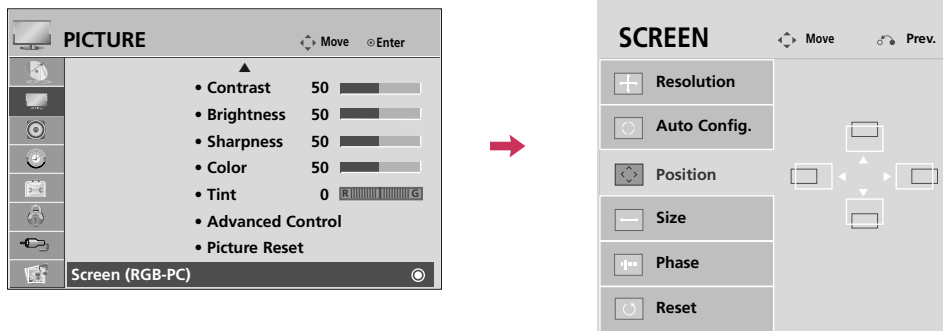 PICTURE Move Enter
• Contrast 50
• Brightness 50
• Sharpness 50
• Color 50
• Tint 0 R G
• Advanced Control
• Picture Reset
Screen (RGB-PC)
SCREEN Move Prev.
Resolution
Auto Config.
Position
Size
Phase
Reset